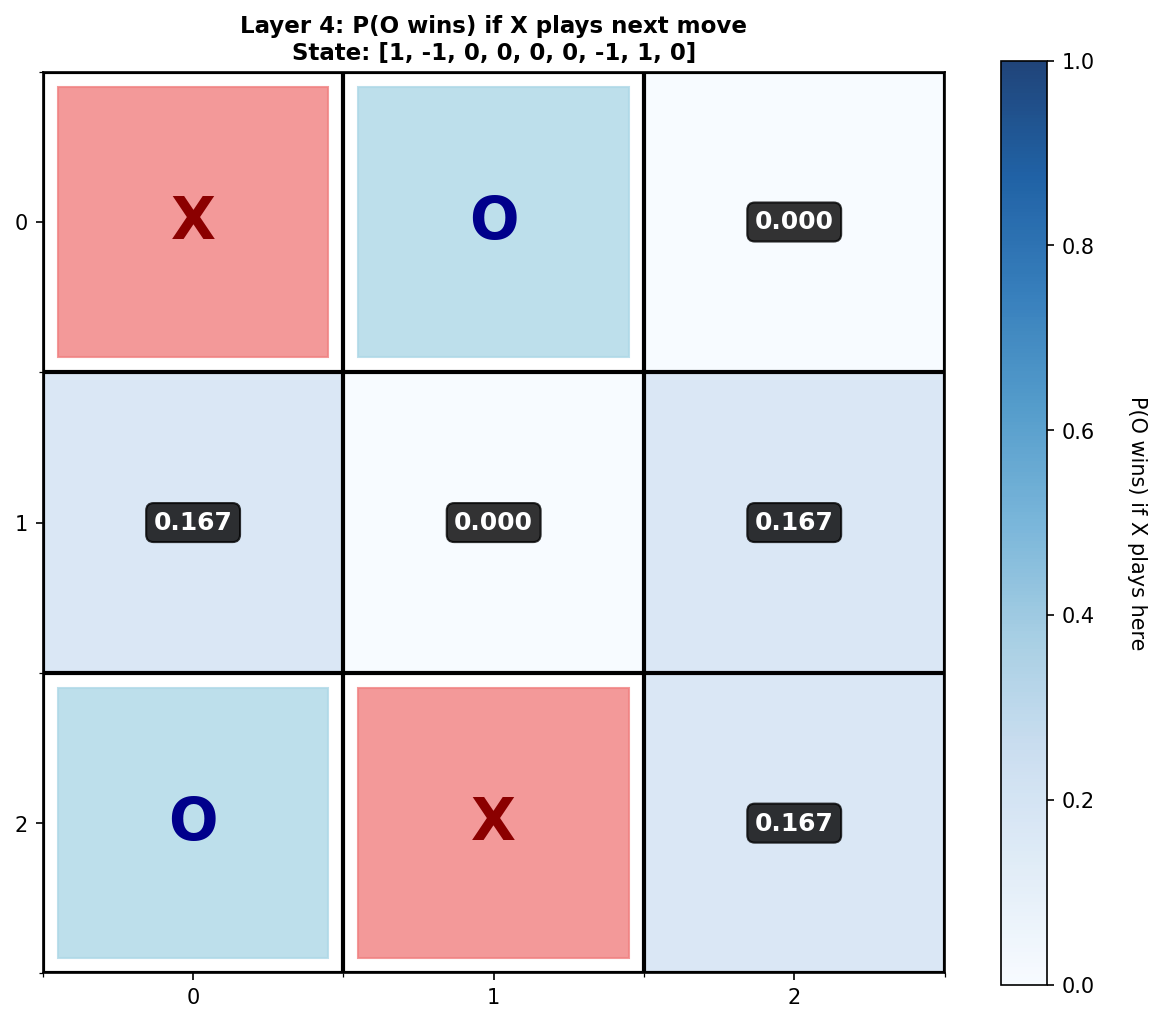 Layer 4: P(O wins) if X plays next move
State: [1, -1, 0, 0, 0, 0, -1, 1, 0]
0
X
O
0.000
1
0.167
0.000
0.167
2
O
X
0.167
0
1
2
1.0
0.8
0.6
0.4
0.2
0.0
P(O wins) if X plays here